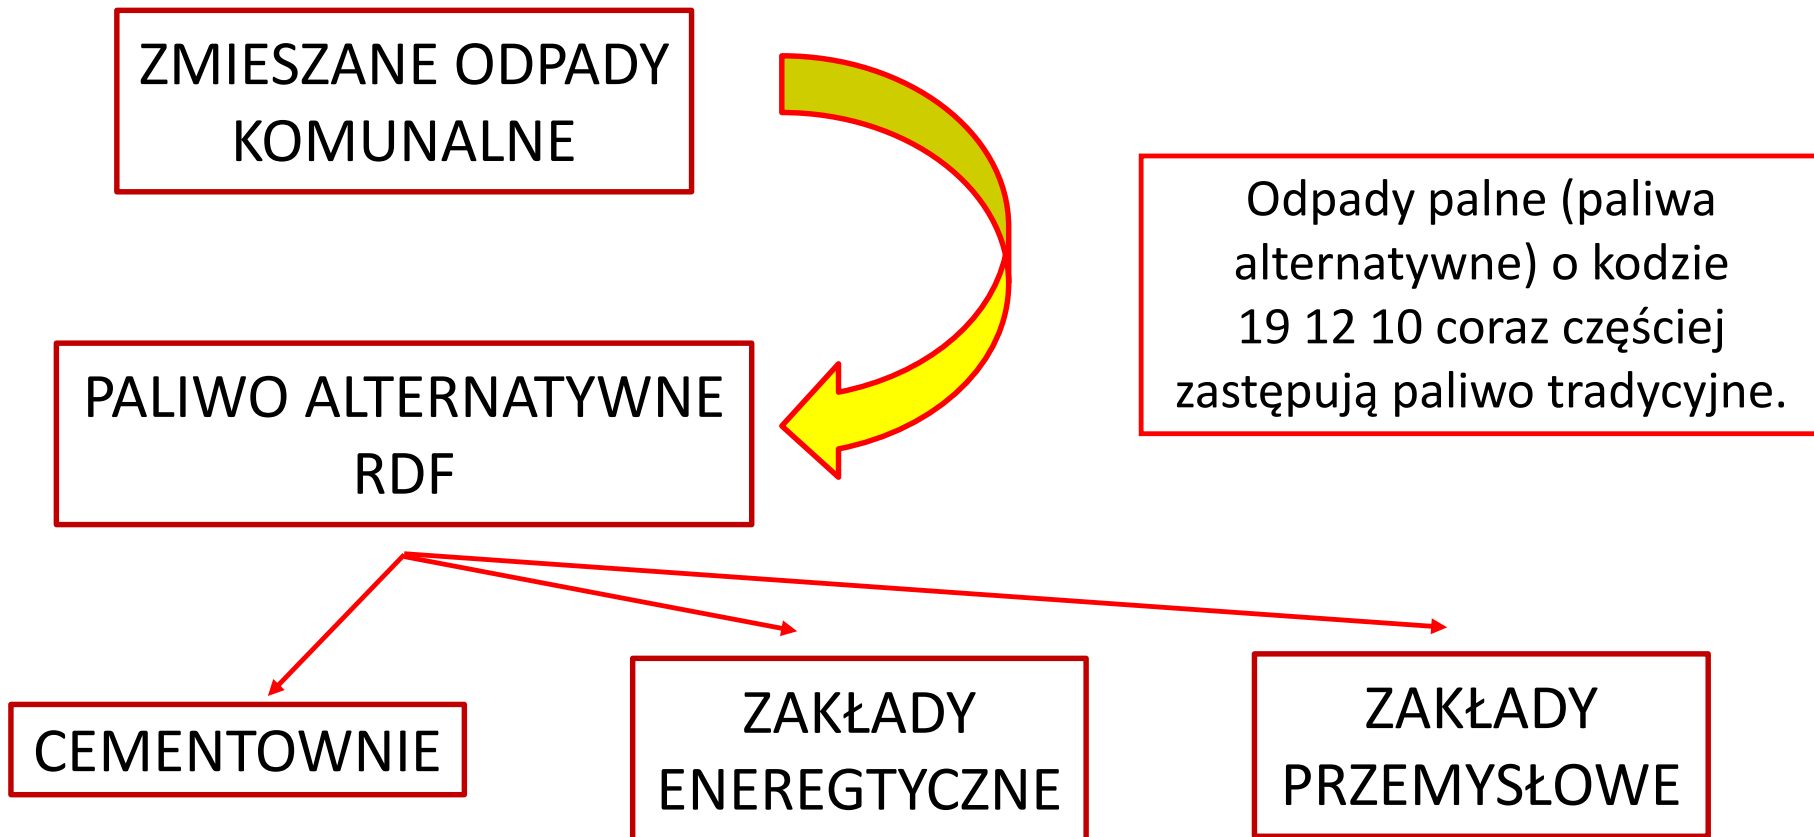 ZMIESZANE ODPADY
KOMUNALNE
Odpady palne (paliwa
alternatywne) o kodzie
19 12 10 coraz częściej
zastępują paliwo tradycyjne.
PALIWO ALTERNATYWNE
RDF
CEMENTOWNIE
ZAKŁADY
ENEREGTYCZNE
ZAKŁADY
PRZEMYSŁOWE